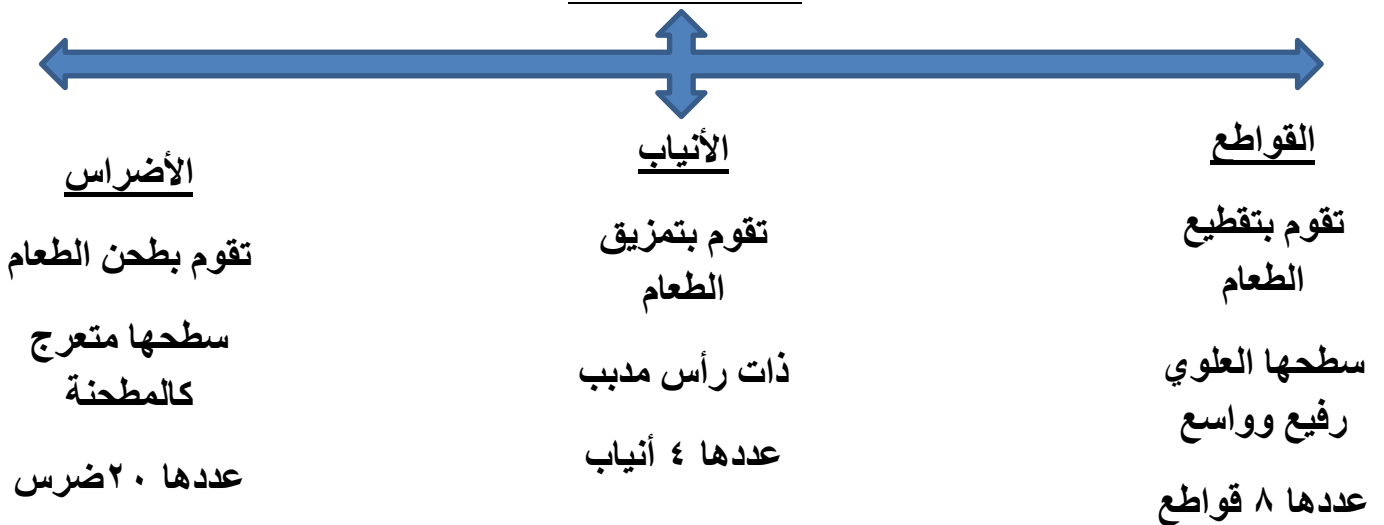 القواطع
تقوم بتقطيع
الطعام
سطحها العلوي
رفيع وواسع
عددها ٨ قواطع
الأنياب
تقوم بتمزيق
الطعام
ذات رأس مدبب
عددها ٤ أنياب
الأضراس
تقوم بطحن الطعام
سطحها متعرج
كالمطحنة
عددها ٢٠ضرس